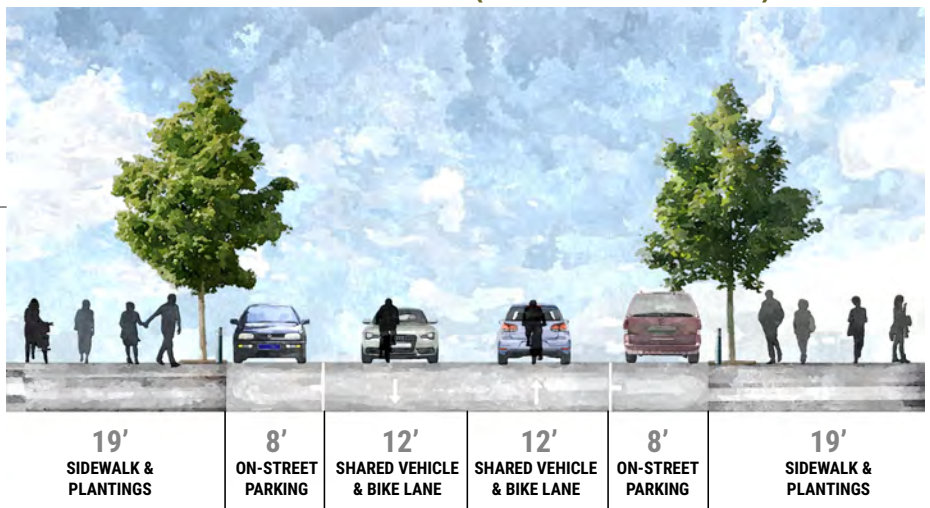 19’
SIDEWALK &
PLANTINGS
8’
ON-STREET
PARKING
12’
SHARED VEHICLE
& BIKE LANE
12’
SHARED VEHICLE
& BIKE LANE
8’
ON-STREET
PARKING
19’
SIDEWALK &
PLANTINGS